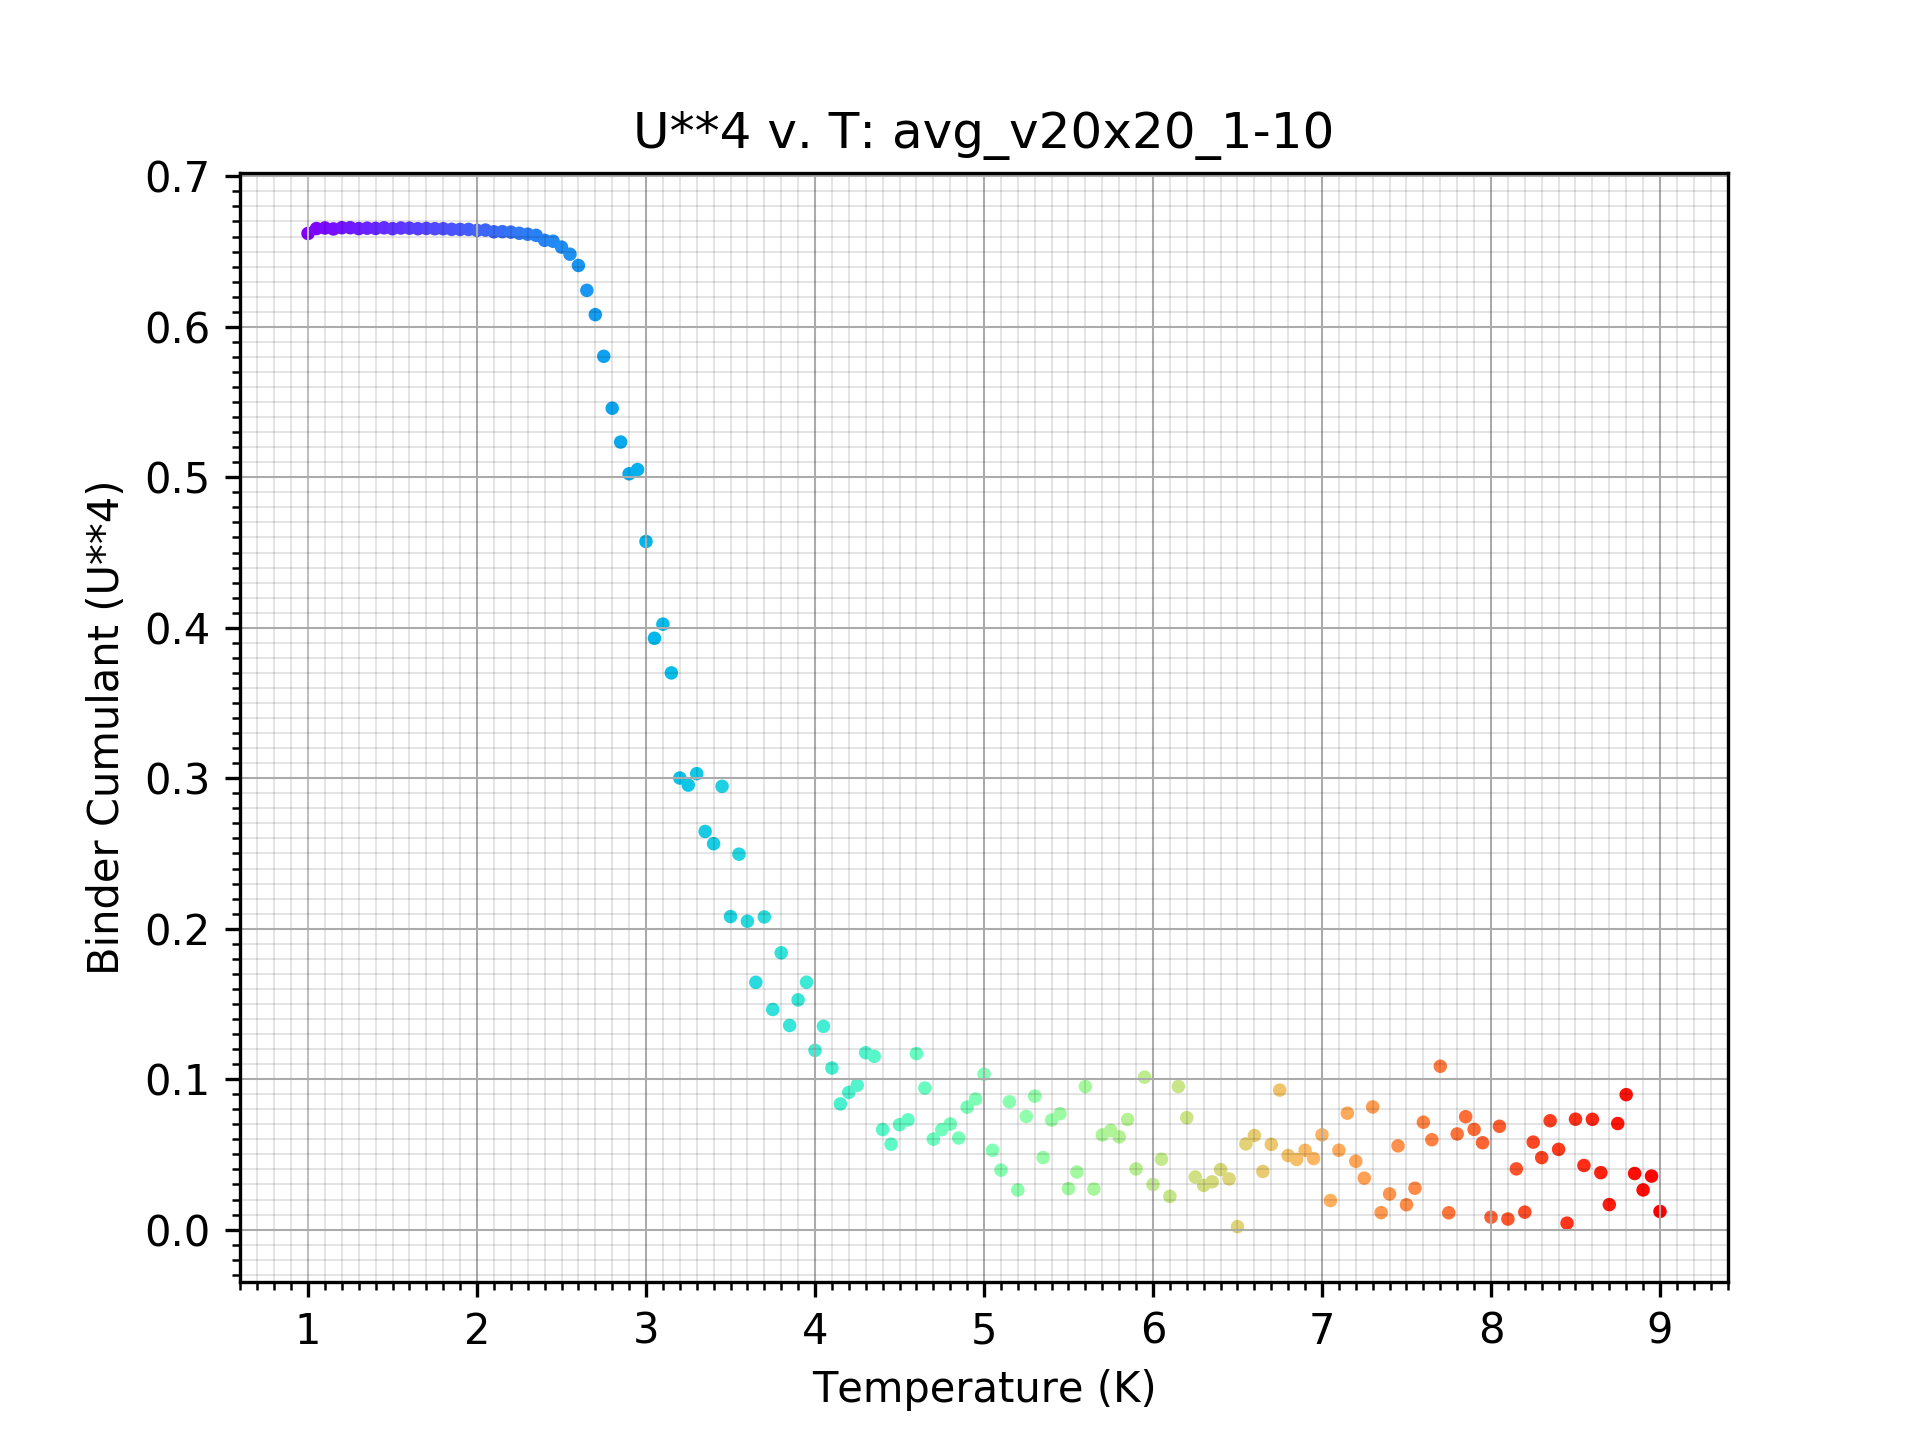 U**4 v. T: avg_v20x20_1-10
0.7
0.6
0.5
0.4
0.3
0.2
0.1
0.0
Binder Cumulant (U**4)
1 2 3 4 5 6 7 8 9
Temperature (K)